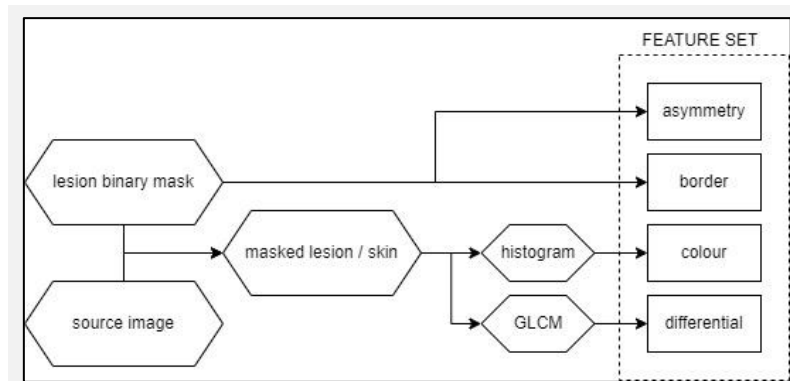 FEATURE SET
asymmetry
lesion binary mask
border
masked lesion / skin
histogram
colour
source image
GLCM
differential